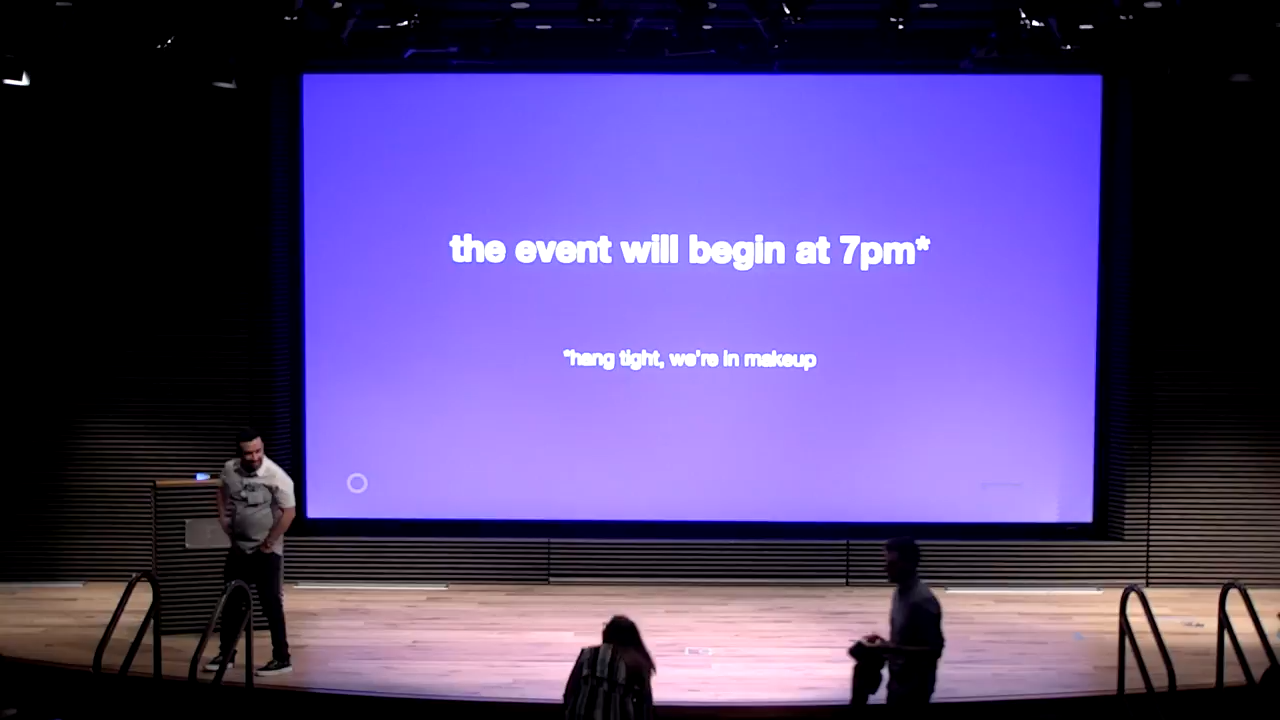 the event will begin at 7pm*
*hang tight, we're in makeup